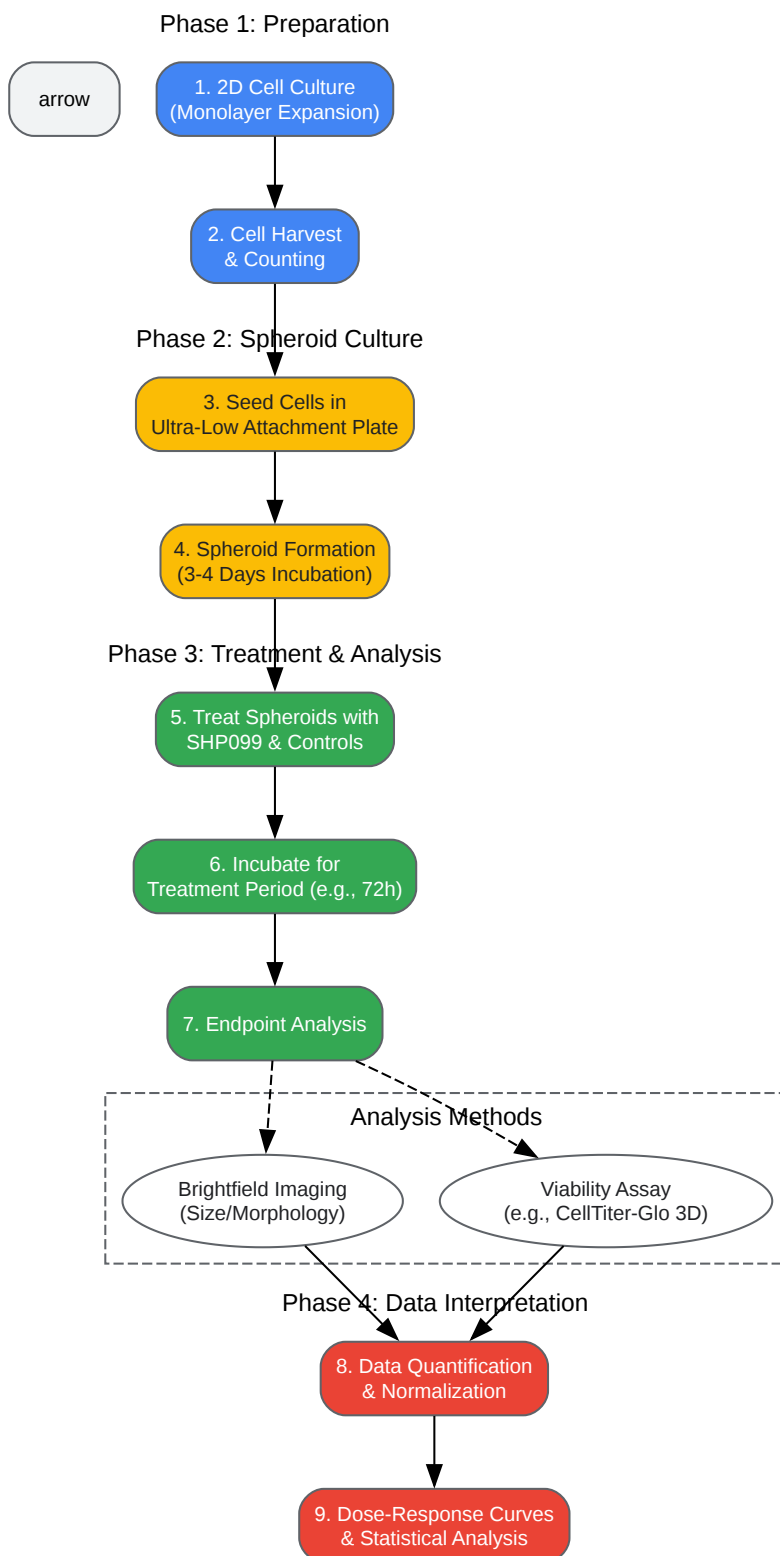 Phase 1: Preparation
arrow
1. 2D Cell Culture
(Monolayer Expansion)
2. Cell Harvest
& Counting
Phase 2: Spheroid Culture
3. Seed Cells in
Ultra-Low Attachment Plate
4. Spheroid Formation
(3-4 Days Incubation)
Phase 3: Treatment & Analysis
5. Treat Spheroids with
SHP099 & Controls
6. Incubate for
Treatment Period (e.g., 72h)
7. Endpoint Analysis
Analysis Methods
Brightfield Imaging
(Size/Morphology)
Viability Assay
(e.g., CellTiter-Glo 3D)
Phase 4: Data Interpretation
8. Data Quantification
& Normalization
9. Dose-Response Curves
& Statistical Analysis